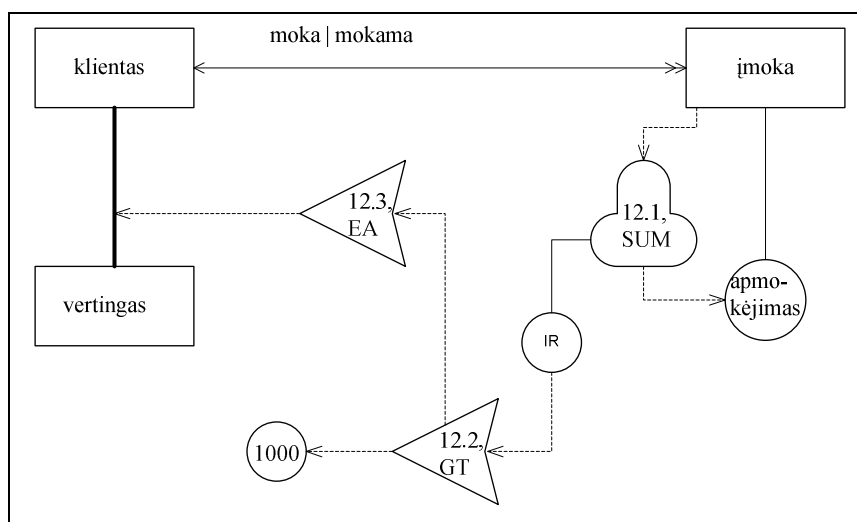 moka | mokama
klientas
įmoka
12.3,
EA
12.1,
SUM
vertingas
apmo-
kėjimas
IR
12.2,
GT
1000